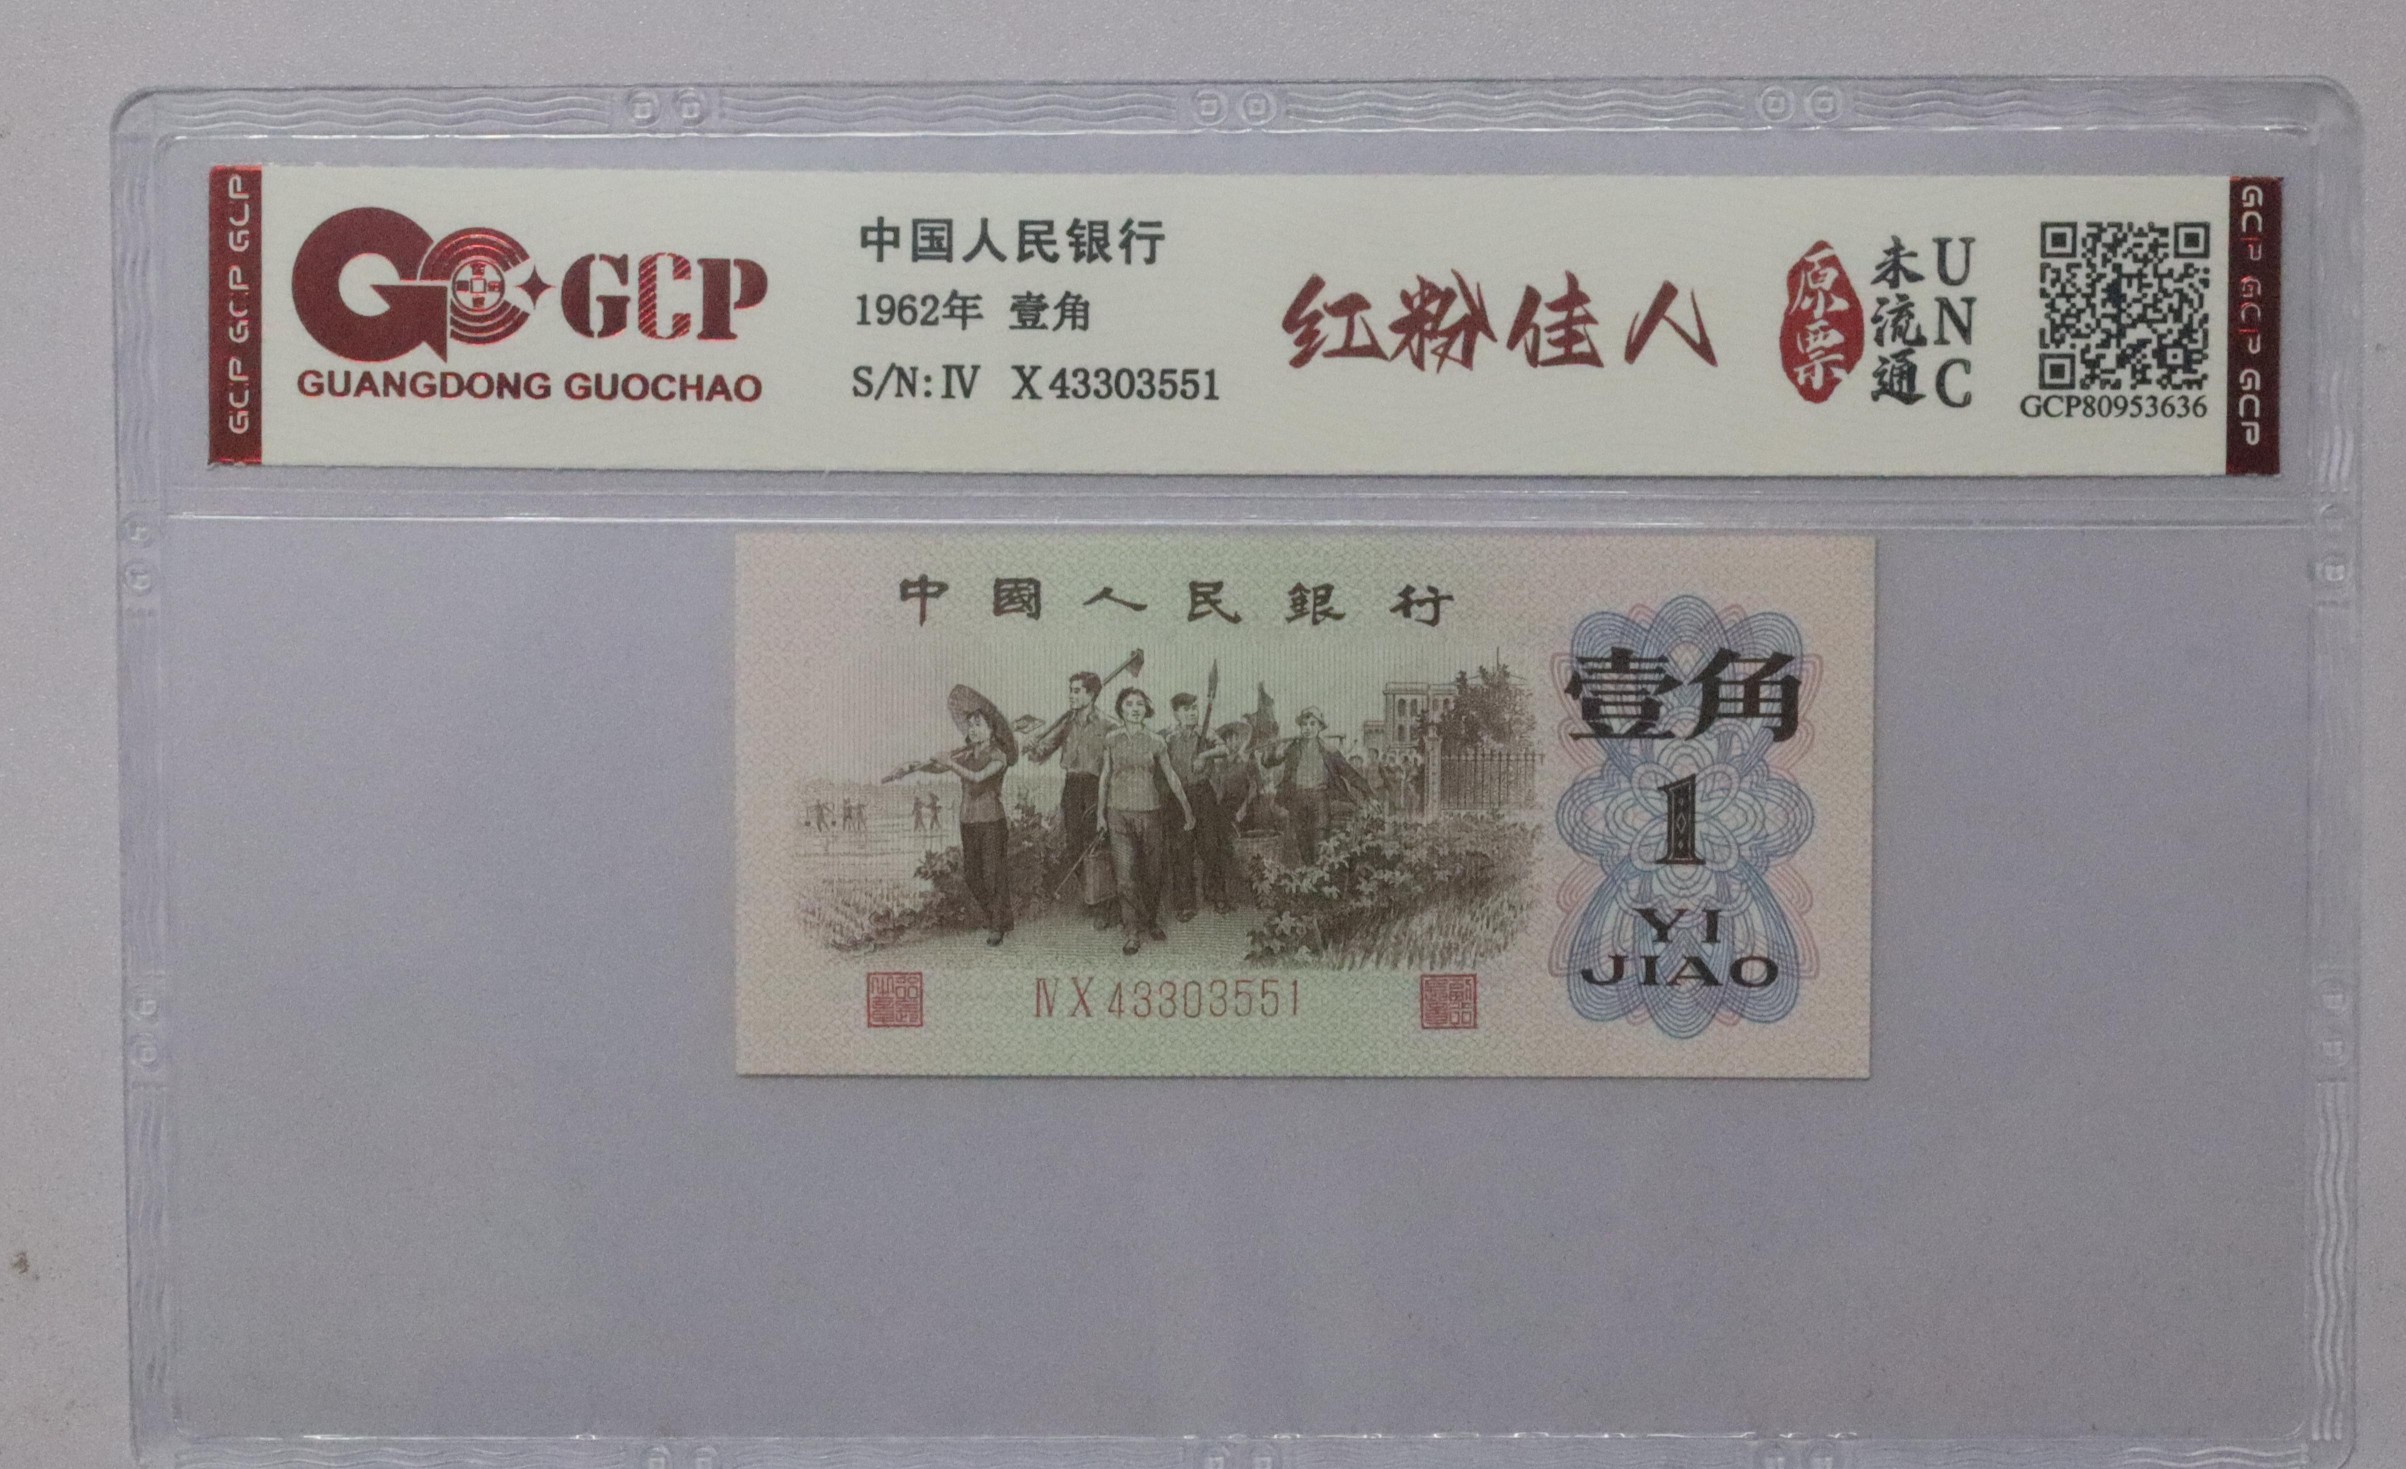 GCP GCP GCP
GCP
GUANGDONG GUOCHAO
中国人民银行
1962年 壹角
S/N: Ⅳ X 43303551
红粉佳人
原票
未流通
UNC
GCP80953636
GCP GCP GCP
中國人民銀行
壹角
1
YI
JIAO
ⅣX 43303551